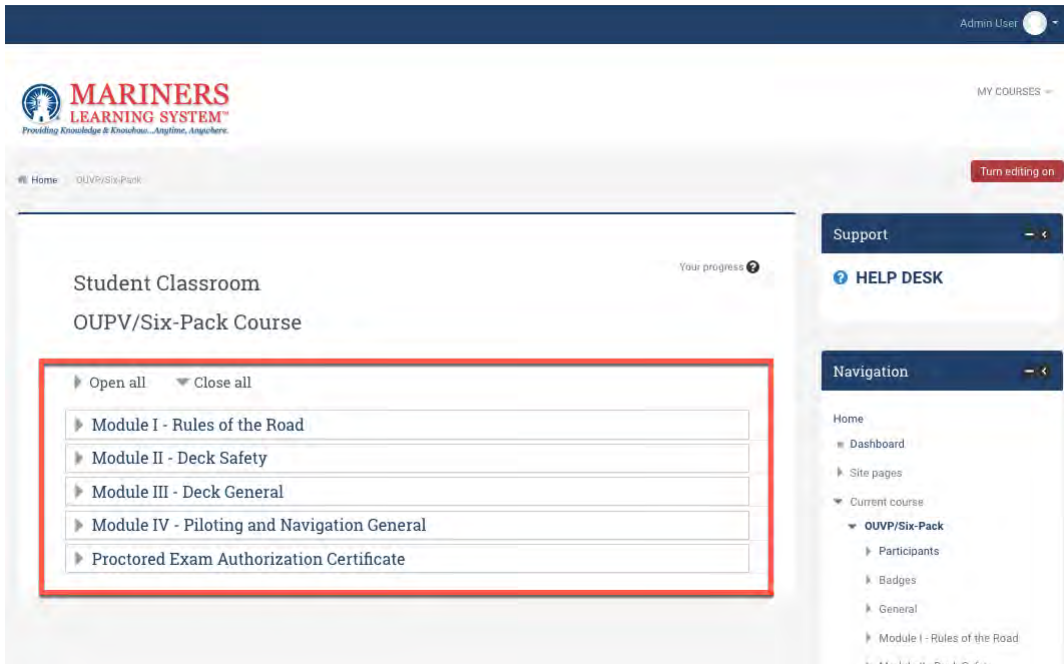 Admin User
MARINERS
LEARNING SYSTEM™
Providing Knowledge & Knowhow...Anytime, Anywhere.
MY COURSES
Home OUVP/Six-Pack
Turn editing on
Your progress
Student Classroom
OUPV/Six-Pack Course
Open all Close all
Module I - Rules of the Road
Module II - Deck Safety
Module III - Deck General
Module IV - Piloting and Navigation General
Proctored Exam Authorization Certificate
Support
HELP DESK
Navigation
Home
Dashboard
Site pages
Current course
OUVP/Six-Pack
Participants
Badges
General
Module I - Rules of the Road